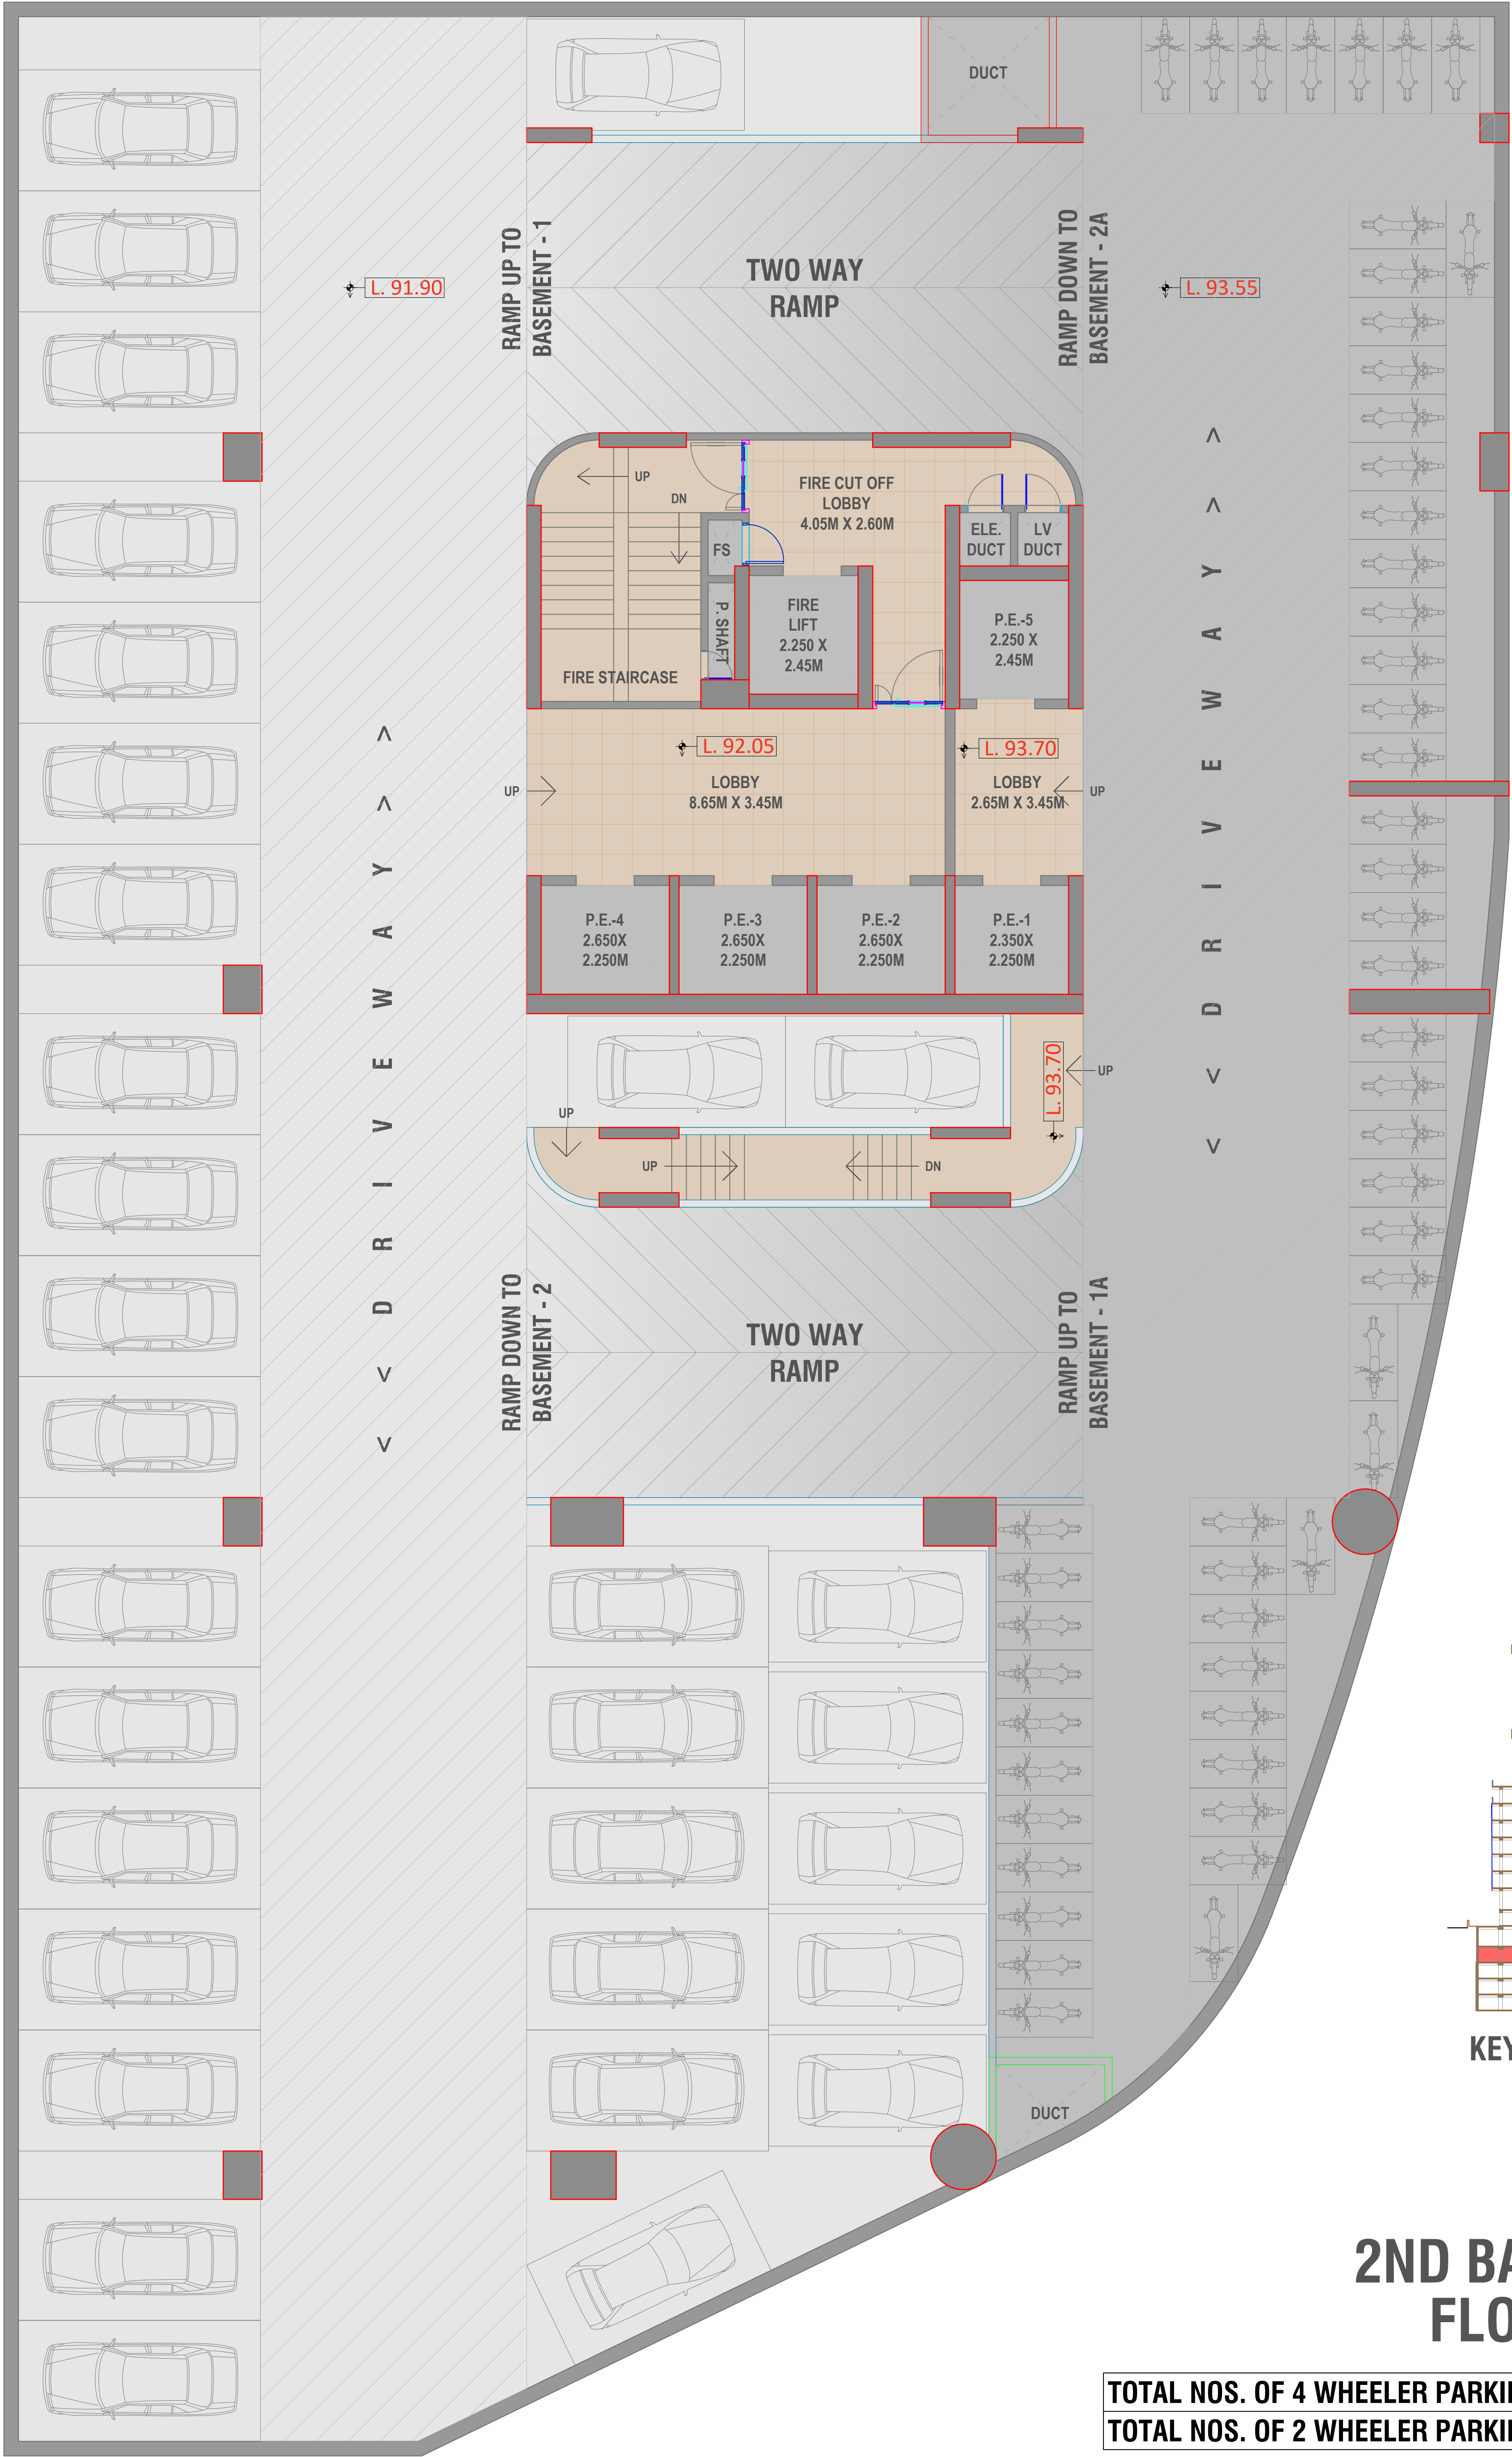 DUCT
RAMP UP TO
BASEMENT - 1
TWO WAY
RAMP
RAMP DOWN TO
BASEMENT - 2A
L. 91.90
L. 93.55
UP
DN
FIRE CUT OFF
LOBBY
4.05M X 2.60M
FS
ELE.
DUCT
LV
DUCT
P. SHAFT
FIRE
LIFT
2.250 X
2.45M
P.E.-5
2.250 X
2.45M
FIRE STAIRCASE
L. 92.05
L. 93.70
UP
LOBBY
8.65M X 3.45M
LOBBY
2.65M X 3.45M
UP
P.E.-4
2.650X
2.250M
P.E.-3
2.650X
2.250M
P.E.-2
2.650X
2.250M
P.E.-1
2.350X
2.250M
< < D R I V E W A Y > >
< < D R I V E W A Y > >
L. 93.70
UP
UP
UP
DN
RAMP DOWN TO
BASEMENT - 2
TWO WAY
RAMP
RAMP UP TO
BASEMENT - 1A
DUCT
KEY
2ND BA
FLO
TOTAL NOS. OF 4 WHEELER PARKI
TOTAL NOS. OF 2 WHEELER PARKI